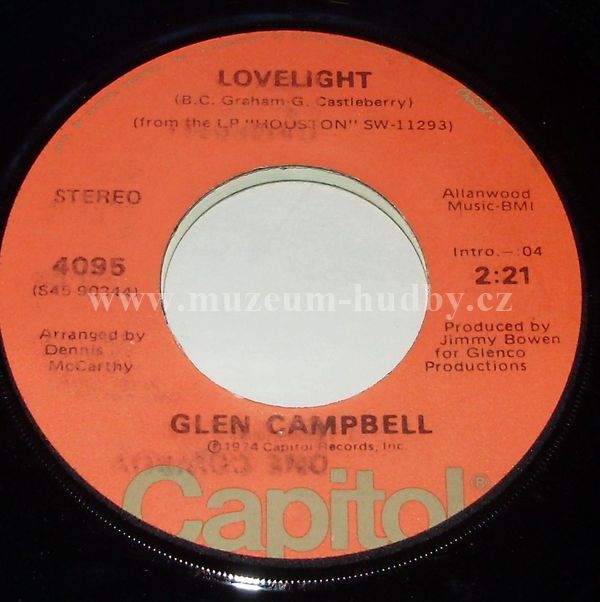 LOVELIGHT
(B.C. Graham-G. Castleberry)
(from the LP "HOUSTON" SW-11293)
STEREO
Allanwood
Music-BMI
4095
(S45 90244)
Intro.-:04
2:21
www.muzeum-hudby.cz
Arranged by
Dennis
McCarthy
Produced by
Jimmy Bowen
for Glenco
Productions
GLEN CAMPBELL
Ⓟ©1974 Capitol Records, Inc.
Capitol®